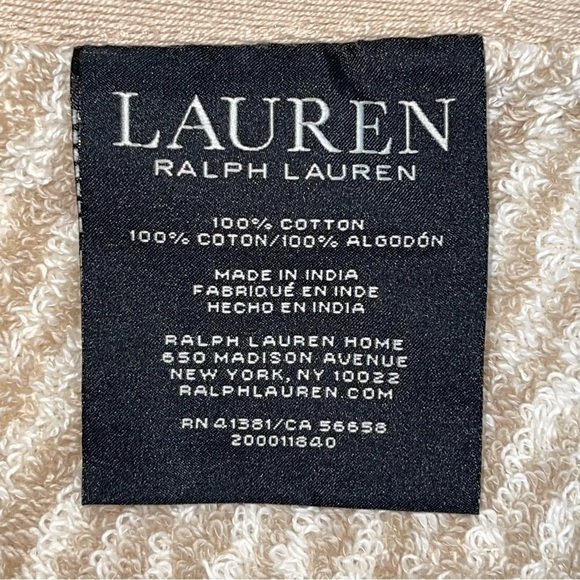 LAUREN
RALPH LAUREN
100% COTTON
100% COTON/100% ALGODÓN
MADE IN INDIA
FABRIQUÉ EN INDE
HECHO EN INDIA
RALPH LAUREN HOME
650 MADISON AVENUE
NEW YORK, NY 10022
RALPHLAUREN.COM
RN 41381/CA 56658
200011840